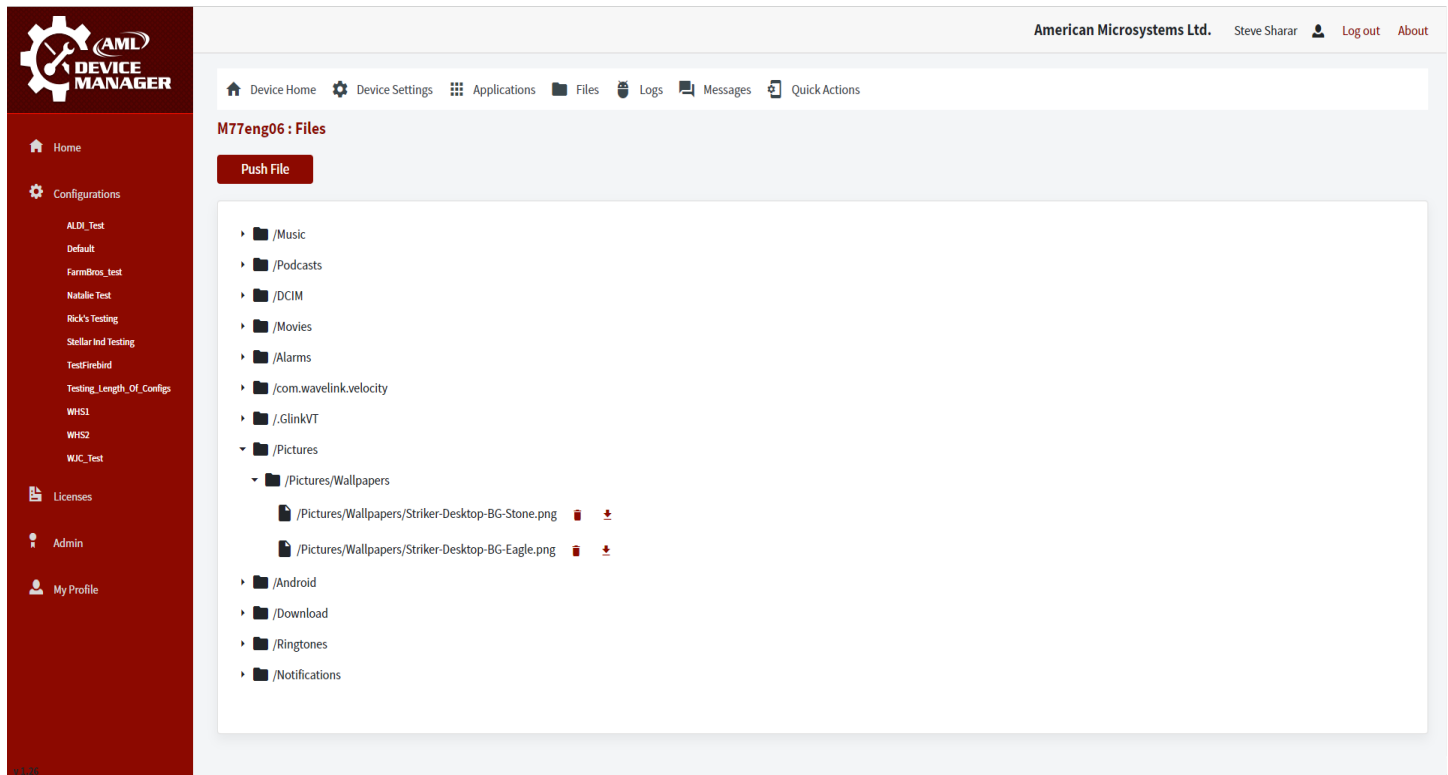 AML
DEVICE
MANAGER
American Microsystems Ltd. Steve Sharar Log out About
Device Home Device Settings Applications Files Logs Messages Quick Actions
M77eng06 : Files
Push File
Home
Configurations
ALDI_Test
Default
FarmBros_test
Natalie Test
Rick's Testing
Stellar Ind Testing
TestFirebird
Testing_Length_Of_Configs
WHS1
WHS2
WJC_Test
Licenses
Admin
My Profile
v 1.26
/Music
/Podcasts
/DCIM
/Movies
/Alarms
/com.wavelink.velocity
/.GlinkVT
/Pictures
/Pictures/Wallpapers
/Pictures/Wallpapers/Striker-Desktop-BG-Stone.png
/Pictures/Wallpapers/Striker-Desktop-BG-Eagle.png
/Android
/Download
/Ringtones
/Notifications